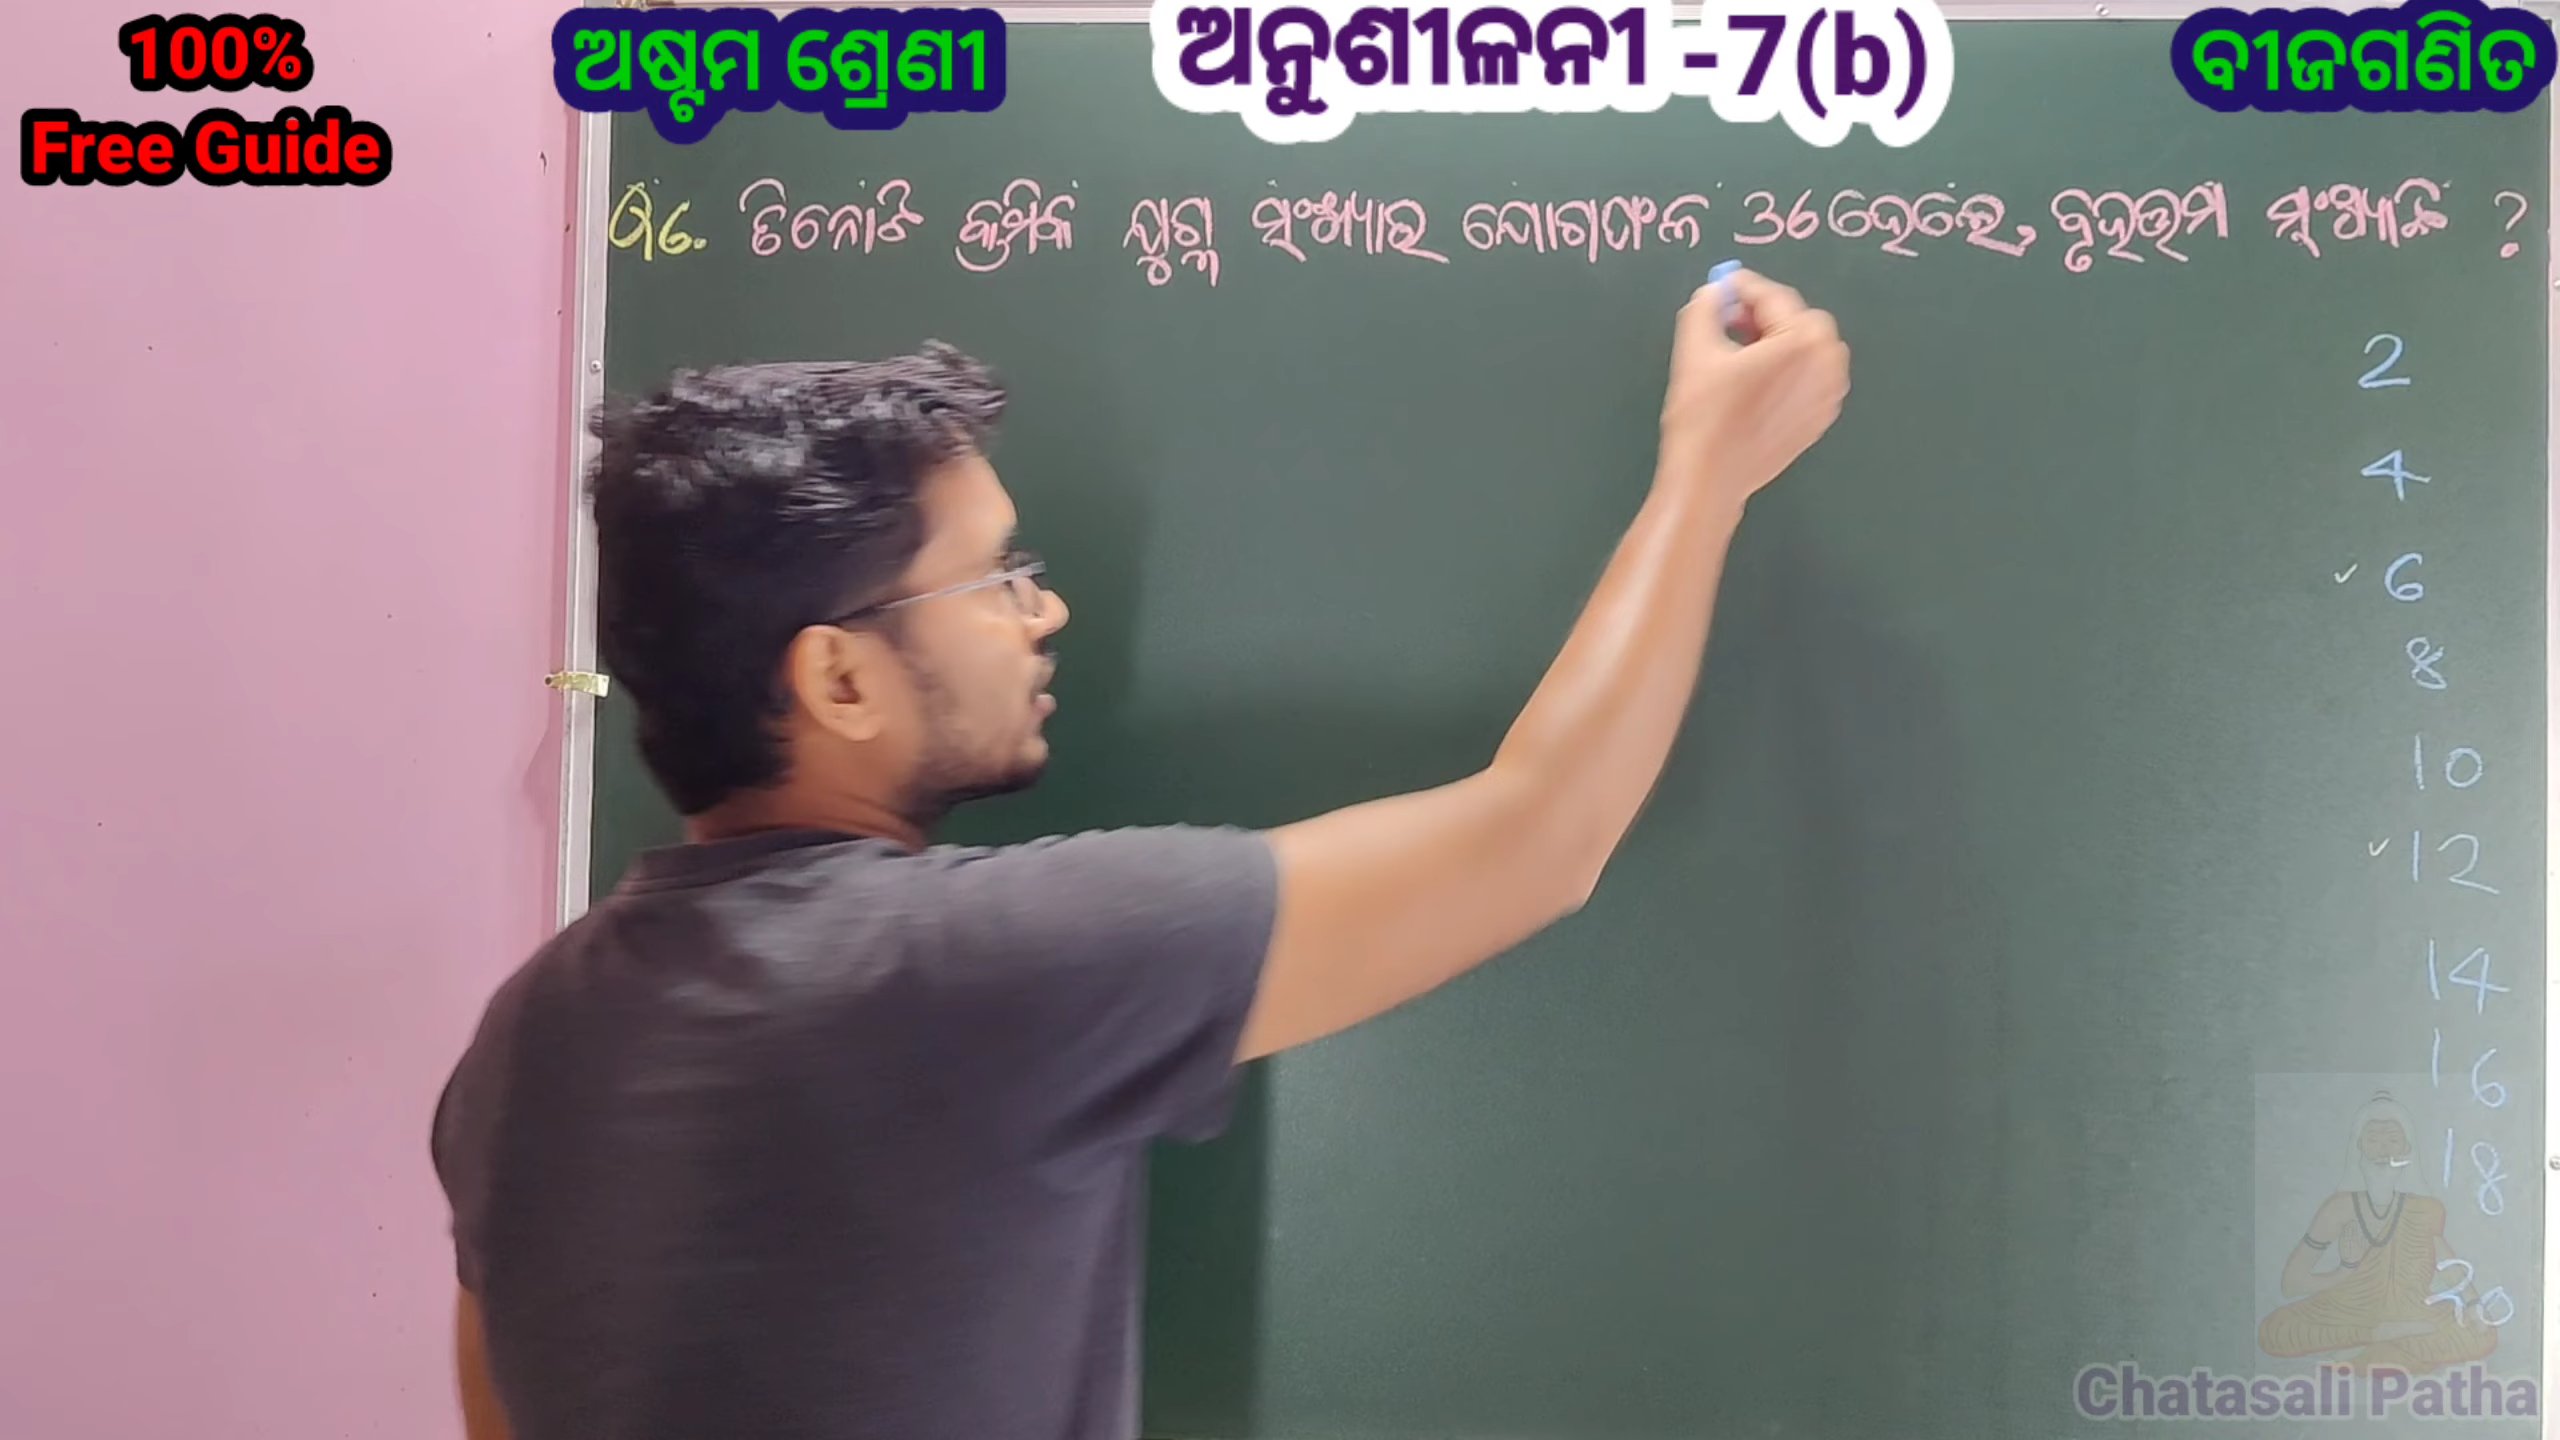 100%
Free Guide
ଅଷ୍ଟମ ଶ୍ରେଣୀ
ଅନୁଶୀଳନୀ -7(b)
ବୀଜଗଣିତ
Q6. ତିନୋଟି କ୍ରମିକ ଯୁଗ୍ମ ସଂଖ୍ୟାର ଯୋଗଫଳ 36 ହେଲେ, ବୃହତ୍ତମ ସଂଖ୍ୟାଟି ?
2
4
✓ 6
8
10
✓ 12
14
16
✓ 18
20
Chatasali Patha